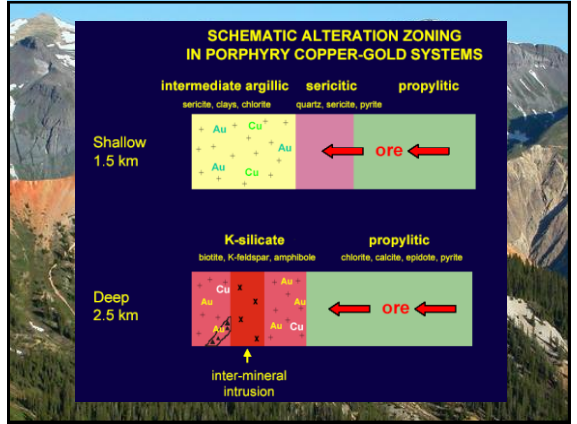 SCHEMATIC ALTERATION ZONING
IN PORPHYRY COPPER-GOLD SYSTEMS
intermediate argillic sericitic propylitic
sericite, clays, chlorite quartz, sericite, pyrite
Shallow
1.5 km
Cu
Au
Au
Au
Cu
ore
K-silicate propylitic
biotite, K-feldspar, amphibole chlorite, calcite, epidote, pyrite
Deep
2.5 km
Au
Cu
Au
Au
Au
Au
Cu
ore
x
x
x
x
inter-mineral
intrusion